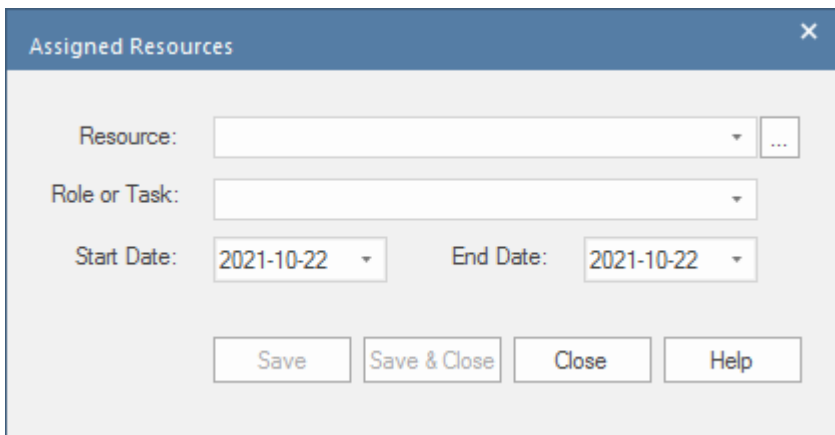 Assigned Resources
Resource: ...
Role or Task:
Start Date: 2021-10-22 End Date: 2021-10-22
Save Save & Close Close Help